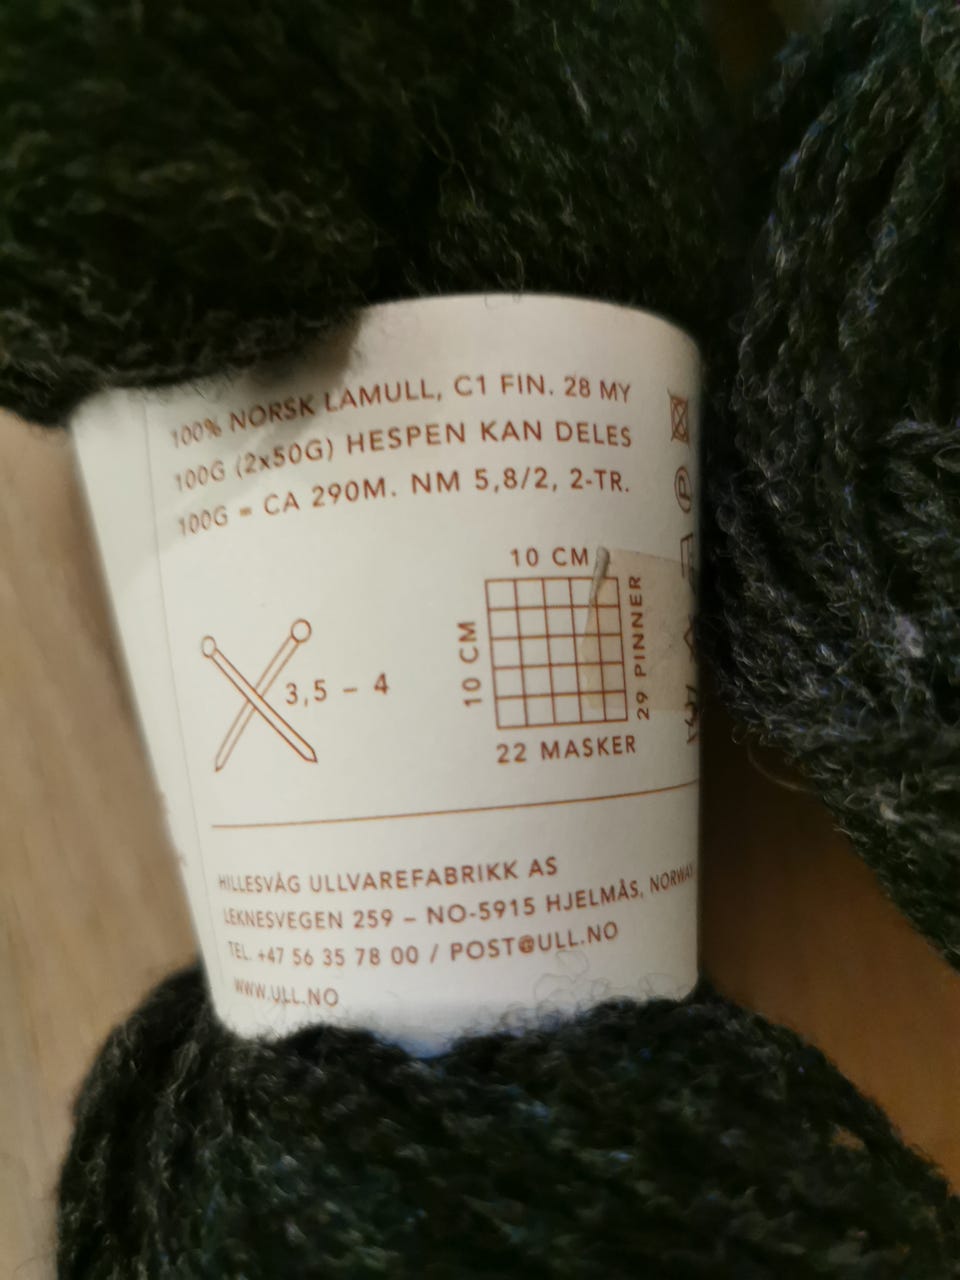 100% NORSK LAMULL, C1 FIN. 28 MY
100G (2x50G) HESPEN KAN DELES
100G = CA 290M. NM 5,8/2, 2-TR.
3,5 – 4
10 CM
10 CM
29 PINNER
22 MASKER
HILLESVÅG ULLVAREFABRIKK AS
LEKNESVEGEN 259 – NO-5915 HJELMÅS, NORWAY
TEL. +47 56 35 78 00 / POST@ULL.NO
WWW.ULL.NO